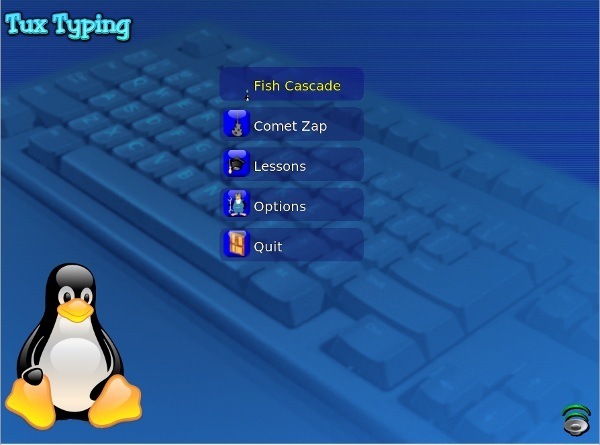 Tux Typing
Fish Cascade
Comet Zap
Lessons
Options
Quit